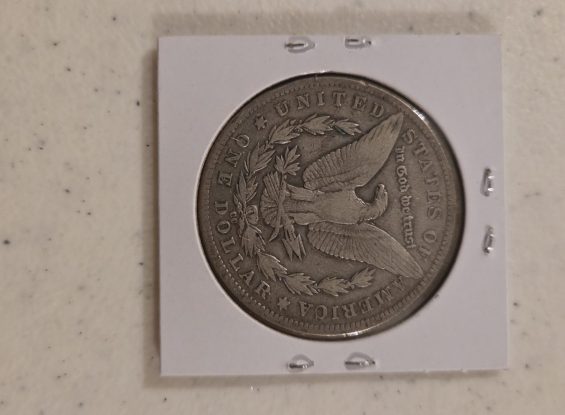 UNITED STATES OF AMERICA
In God we trust
ONE DOLLAR